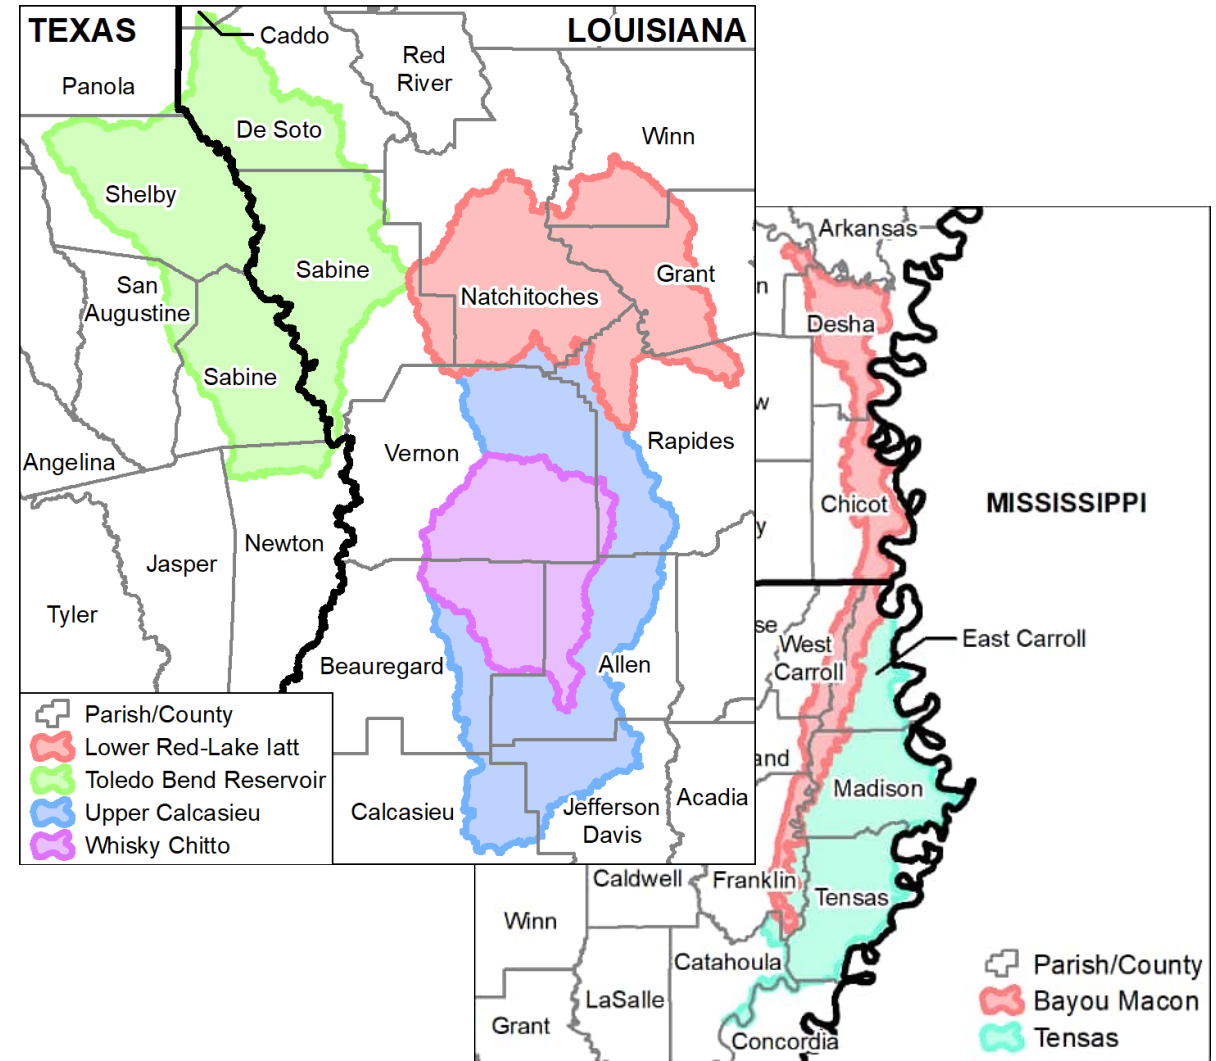 TEXAS
LOUISIANA
Caddo
Red
River
Panola
De Soto
Winn
Shelby
Sabine
Grant
Natchitoches
San
Augustine
Sabine
Rapides
Vernon
Angelina
Newton
Jasper
Tyler
Beauregard
Allen
Parish/County
Lower Red-Lake Iatt
Toledo Bend Reservoir
Upper Calcasieu
Whisky Chitto
Calcasieu
Jefferson
Davis
Acadia
Arkansas
n
Desha
w
Chicot
MISSISSIPPI
y
se
West
Carroll
East Carroll
and
Madison
Caldwell
Franklin
Tensas
Winn
Catahoula
LaSalle
Grant
Concordia
Parish/County
Bayou Macon
Tensas